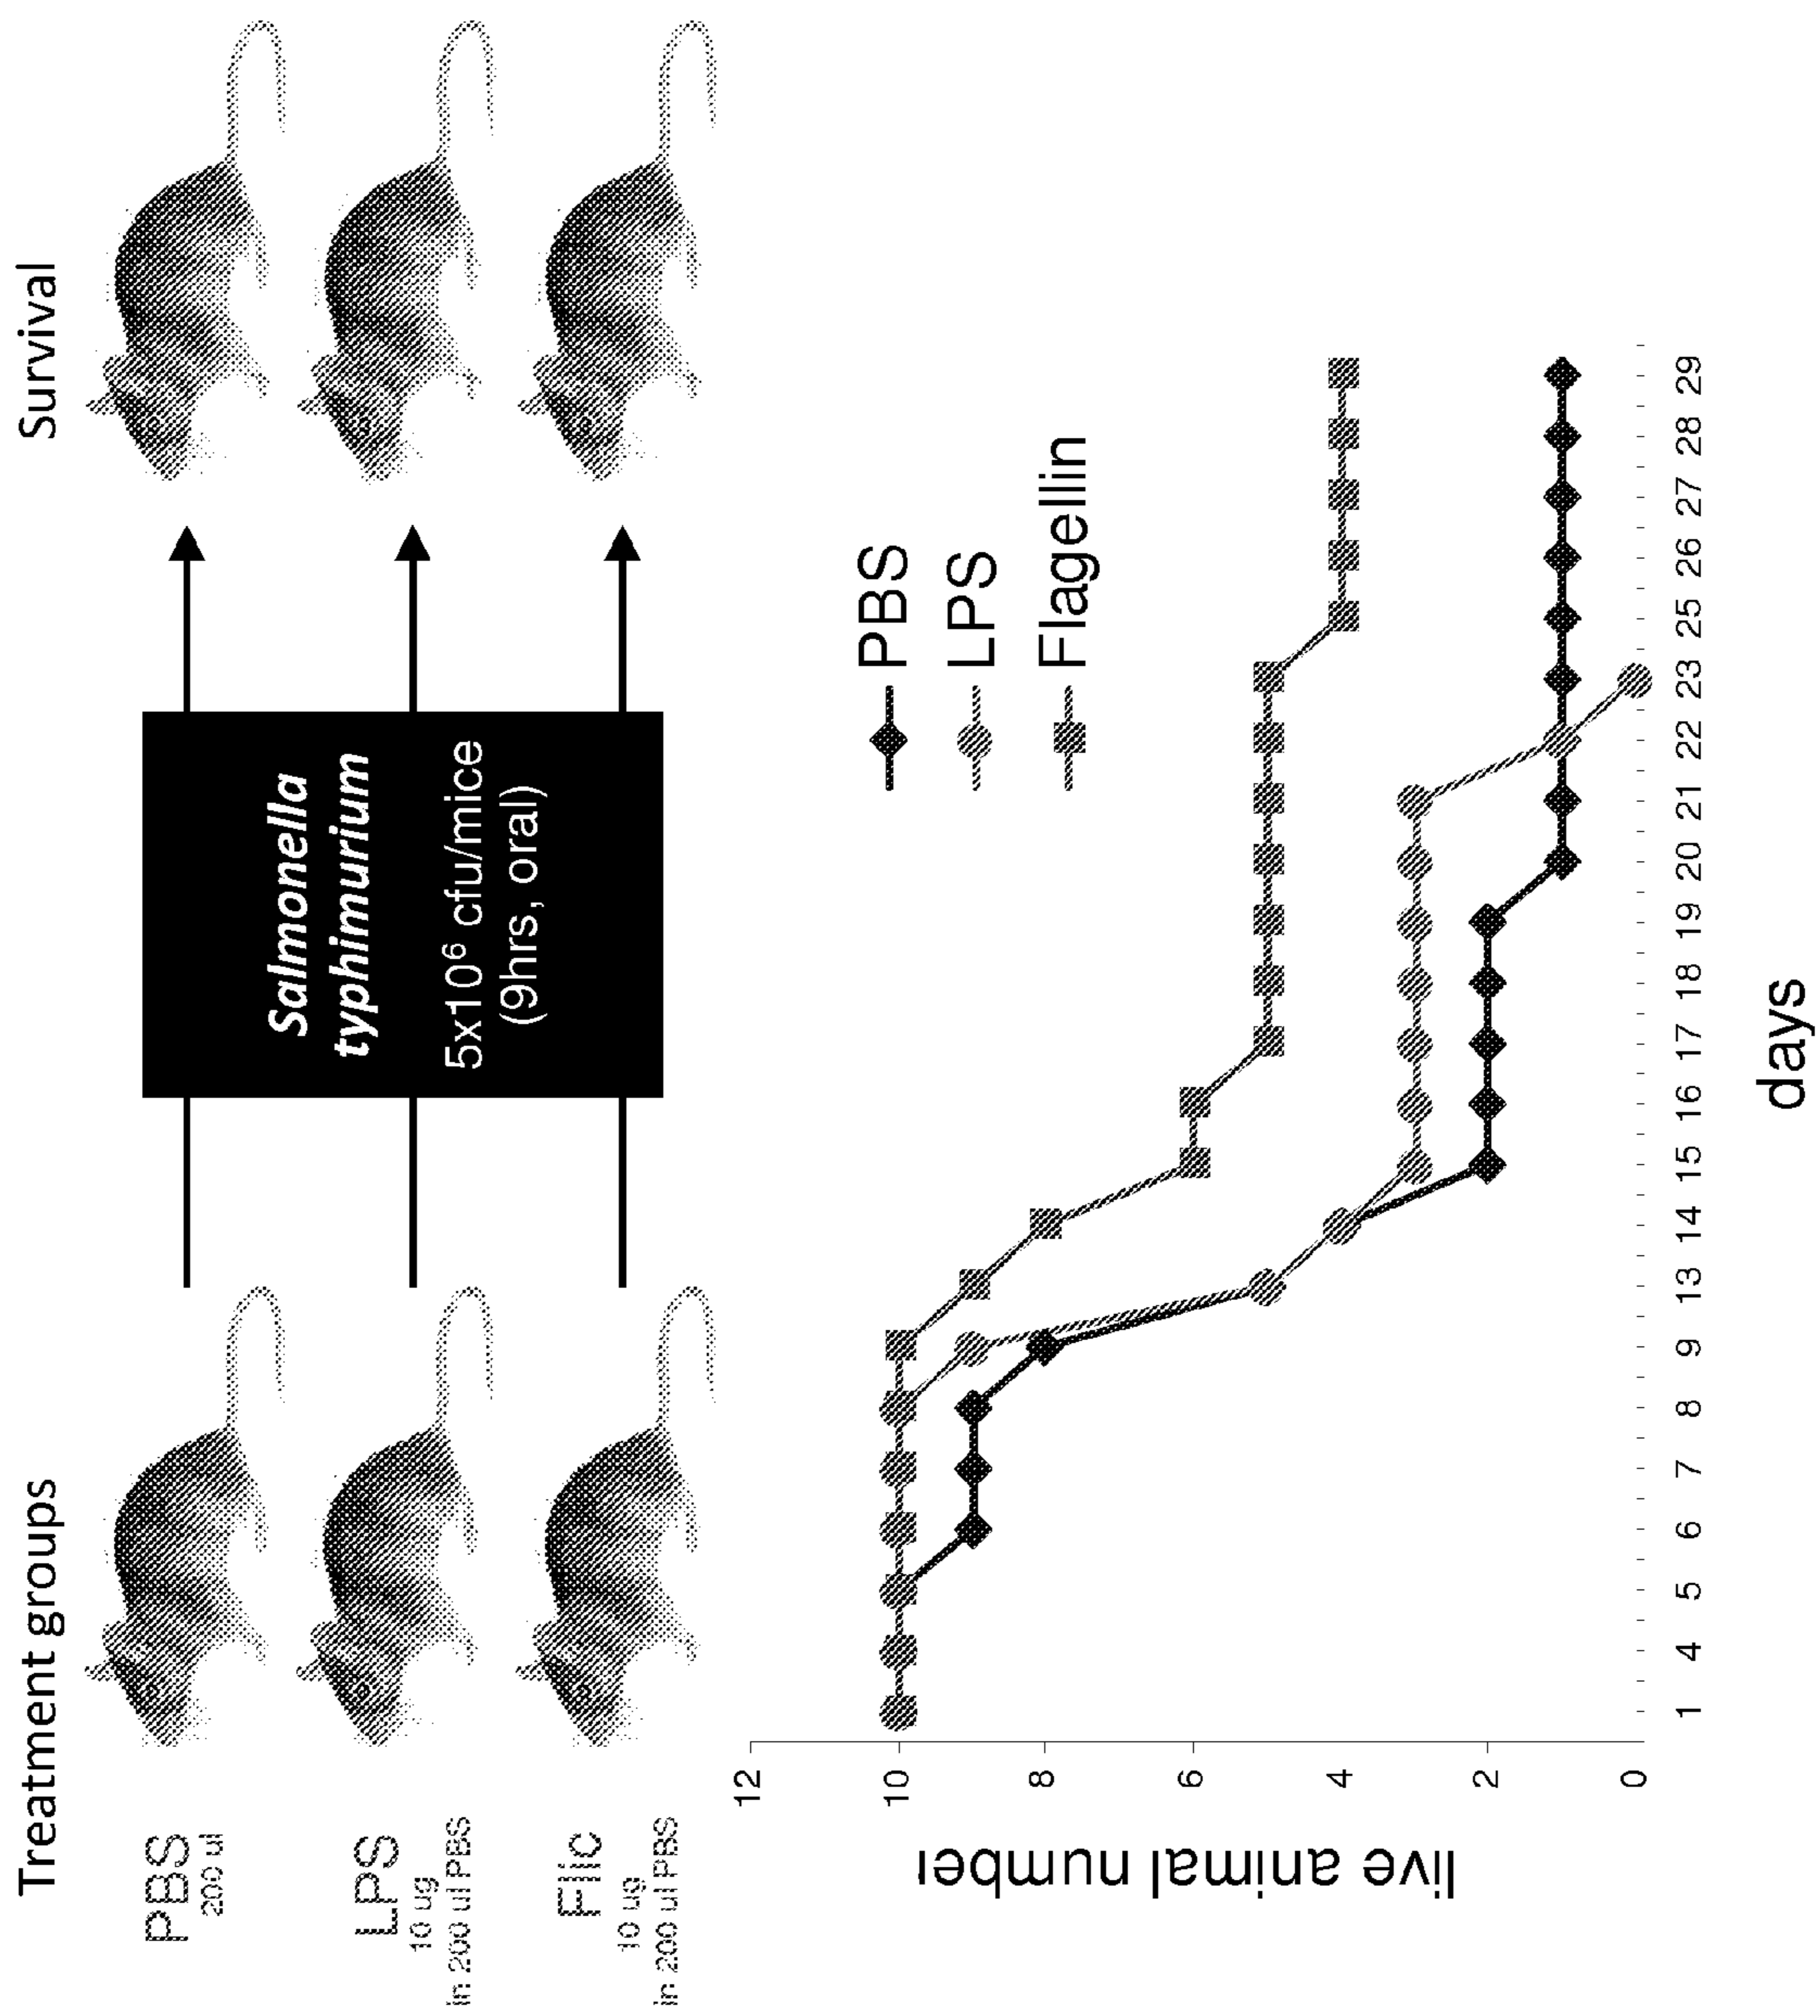 Treatment groups
Survival
PBS
200 ul
LPS
10 ug
in 200 ul PBS
Flic
10 ug
in 200 ul PBS
Salmonella
typhimurium
5x10⁶ cfu/mice
(9hrs, oral)
PBS
LPS
Flagellin
live animal number
12
10
8
6
4
2
0
1 4 5 6 7 8 9 13 14 15 16 17 18 19 20 21 22 23 25 26 27 28 29
days